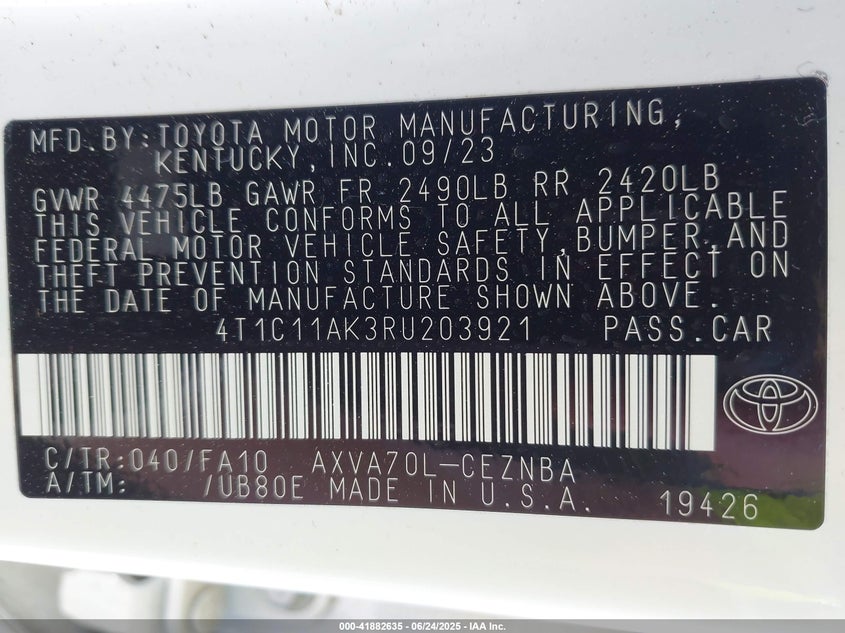 MFD.BY:TOYOTA MOTOR MANUFACTURING,
KENTUCKY,INC.09/23
GVWR 4475LB GAWR FR 2490LB RR 2420LB
THIS VEHICLE CONFORMS TO ALL APPLICABLE
FEDERAL MOTOR VEHICLE SAFETY,BUMPER,AND
THEFT PREVENTION STANDARDS IN EFFECT ON
THE DATE OF MANUFACTURE SHOWN ABOVE.
4T1C11AK3RU203921 PASS.CAR
C/TR:040/FA10 AXVA70L-CEZNBA
A/TM: /UB80E MADE IN U.S.A. 19426
000-41882635 - 06/24/2025 - IAA Inc.